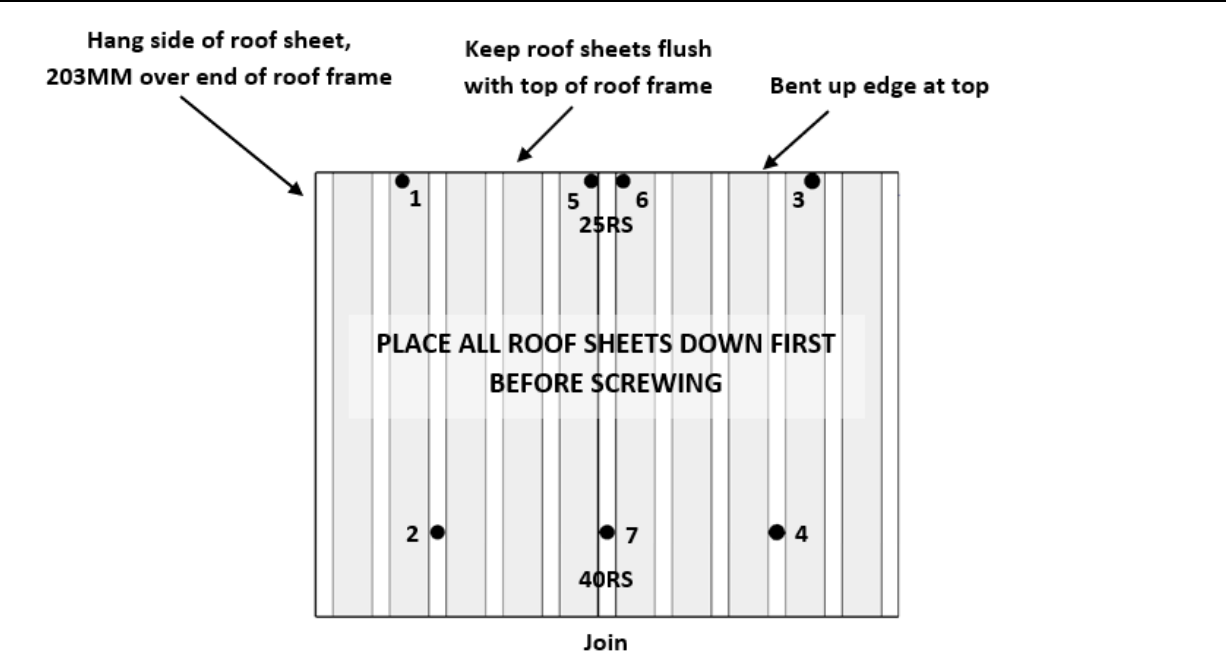 Hang side of roof sheet,
203MM over end of roof frame
Keep roof sheets flush
with top of roof frame
Bent up edge at top
1
5
6
3
25RS
PLACE ALL ROOF SHEETS DOWN FIRST
BEFORE SCREWING
2
7
4
40RS
Join